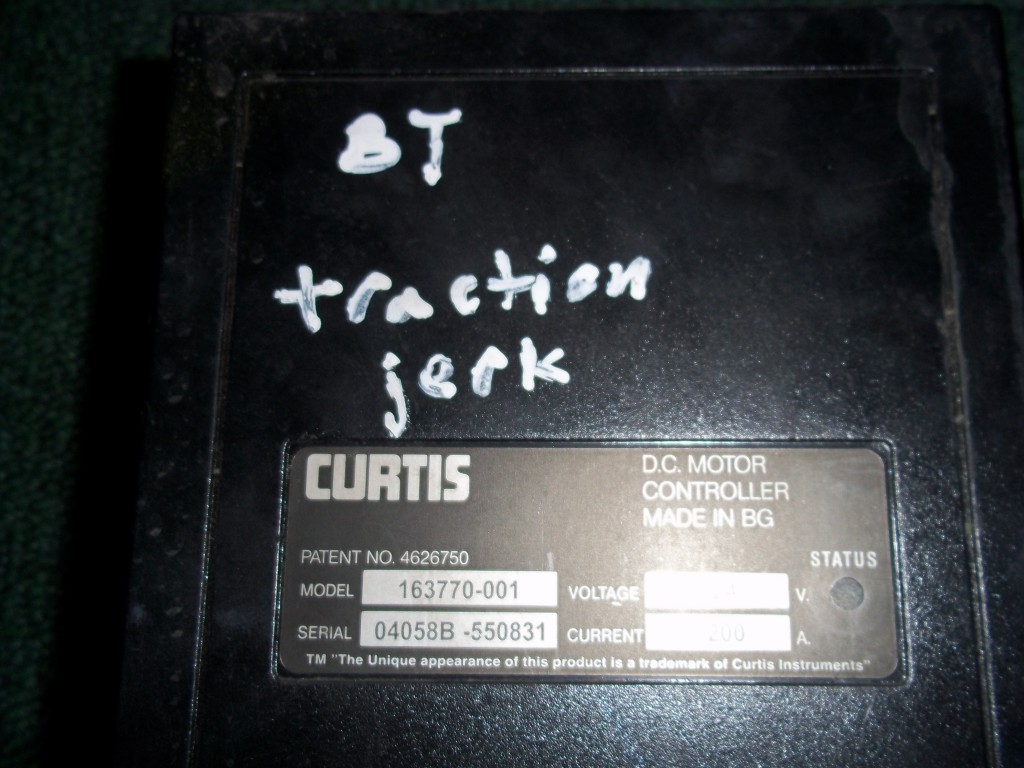 BT
traction
jerk
CURTIS
D.C. MOTOR
CONTROLLER
MADE IN BG
PATENT NO. 4626750
STATUS
MODEL 163770-001 VOLTAGE V.
SERIAL 04058B -550831 CURRENT 200 A.
TM "The Unique appearance of this product is a trademark of Curtis Instruments"